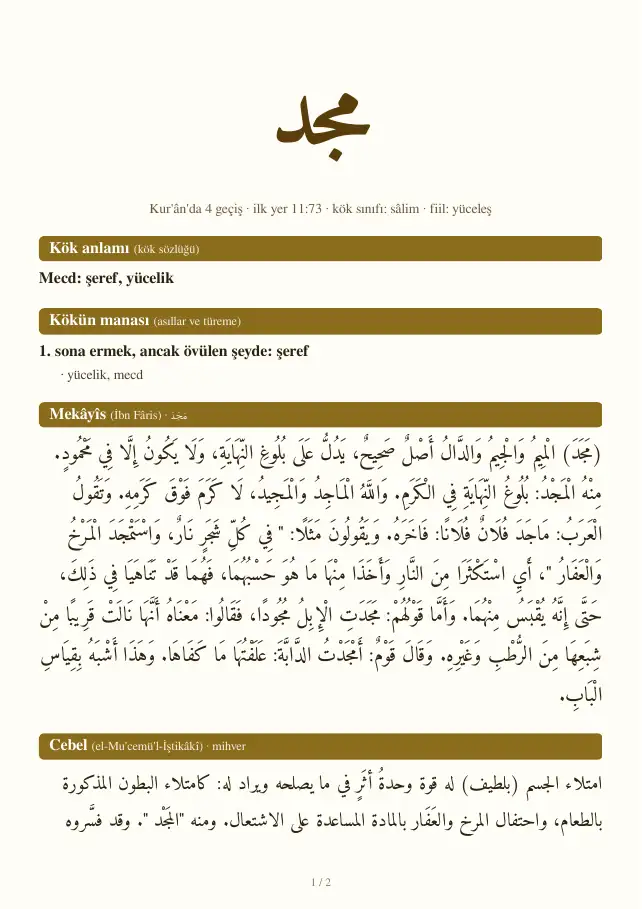 مجد
Kur'ân'da 4 geçiş · ilk yer 11:73 · kök sınıfı: sâlim · fiil: yüceleş
Kök anlamı (kök sözlüğü)
Mecd: şeref, yücelik
Kökün manası (asıllar ve türeme)
1. sona ermek, ancak övülen şeyde: şeref
· yücelik, mecd
Mekâyîs (İbn Fâris) · مَجَدَ
(مَجَدَ) الْمِيمُ وَالْجِيمُ وَالدَّالُ أَصْلٌ صَحِيحٌ، يَدُلُّ عَلَى بُلُوغِ النِّهَايَةِ، وَلَا يَكُونُ إِلَّا فِي مَحْمُودٍ.
مِنْهُ الْمَجْدُ: بُلُوغُ النِّهَايَةِ فِي الْكَرَمِ. وَاللَّهُ الْمَاجِدُ وَالْمَجِيدُ، لَا كَرَمَ فَوْقَ كَرَمِهِ. وَتَقُولُ
الْعَرَبُ: مَاجَدَ فُلَانٌ فُلَانًا: فَاخَرَهُ. وَيَقُولُونَ مَثَلًا: " فِي كُلِّ شَجَرٍ نَارٌ، وَاسْتَمْجَدَ الْمَرْخُ
وَالْعَفَارُ "، أَيِ اسْتَكْثَرَا مِنَ النَّارِ وَأَخَذَا مِنْهَا مَا هُوَ حَسْبُهُمَا، فَهُمَا قَدْ تَنَاهَيَا فِي ذَلِكَ،
حَتَّى إِنَّهُ يُقْبَسُ مِنْهُمَا. وَأَمَّا قَوْلُهُمْ: مَجَدَتِ الْإِبِلُ مُجُودًا، فَقَالُوا: مَعْنَاهُ أَنَّهَا نَالَتْ قَرِيبًا مِنْ
شِبَعِهَا مِنَ الرُّطْبِ وَغَيْرِهِ. وَقَالَ قَوْمٌ: أَمْجَدْتُ الدَّابَّةَ: عَلَفْتُهَا مَا كَفَاهَا. وَهَذَا أَشْبَهُ بِقِيَاسِ
الْبَابِ.
Cebel (el-Mu'cemü'l-İştikâkî) · mihver
امتلاء الجسم (بلطيف) له قوة وحدةُ أثَرٍ في ما يصلحه ويراد له: كامتلاء البطون المذكورة
بالطعام، واحتفال المرخ والعَفَار بالمادة المساعدة على الاشتعال. ومنه "المَجْد ". وقد فسَّروه
1 / 2